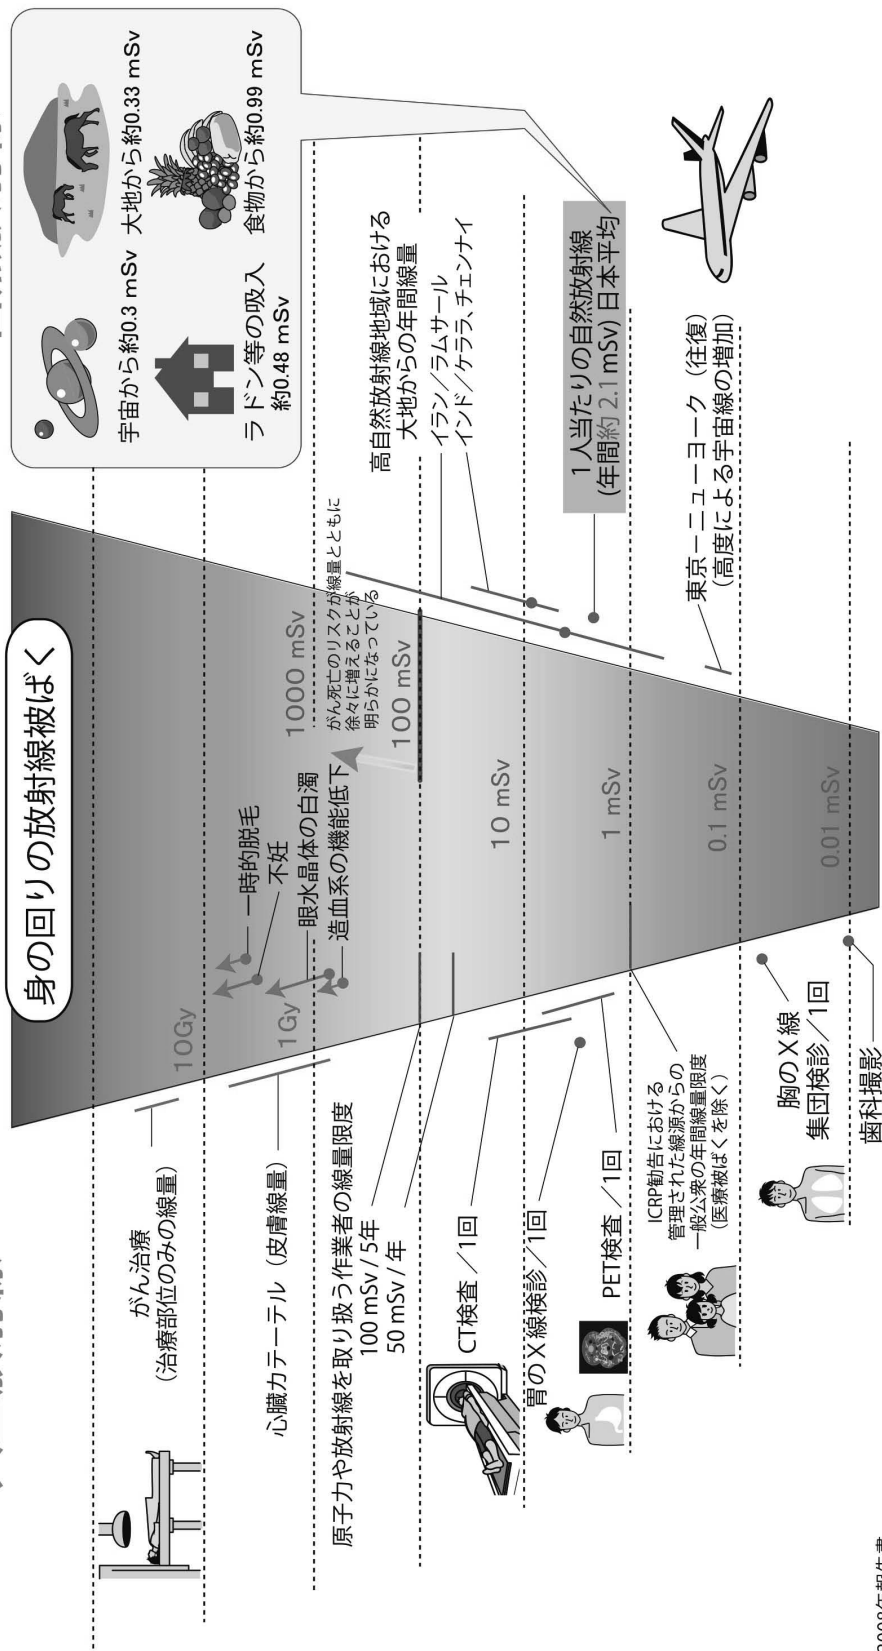 身の回りの放射線被ばく
宇宙から約0.3 mSv
大地から約0.33 mSv
ラドン等の吸入
約0.48 mSv
食物から約0.99 mSv
10Gy
1Gy
1000 mSv
100 mSv
10 mSv
1 mSv
0.1 mSv
0.01 mSv
一時的脱毛
不妊
眼水晶体の白濁
造血系の機能低下
がん死亡のリスクが線量とともに
徐々に増えることが
明らかになっている
がん治療
(治療部位のみの線量)
心臓カテーテル(皮膚線量)
原子力や放射線を取り扱う作業者の線量限度
100 mSv / 5年
50 mSv / 年
CT検査/1回
胃のX線検診/1回
PET検査/1回
ICRP勧告における
管理された線源からの
一般公衆の年間線量限度
(医療被ばくを除く)
胸のX線
集団検診/1回
歯科撮影
高自然放射線地域における
大地からの年間線量
イラン/ラムサール
インド/ケララ、チェンナイ
1人当たりの自然放射線
(年間約 2.1 mSv) 日本平均
東京ーニューヨーク(往復)
(高度による宇宙線の増加)
2008年報告書